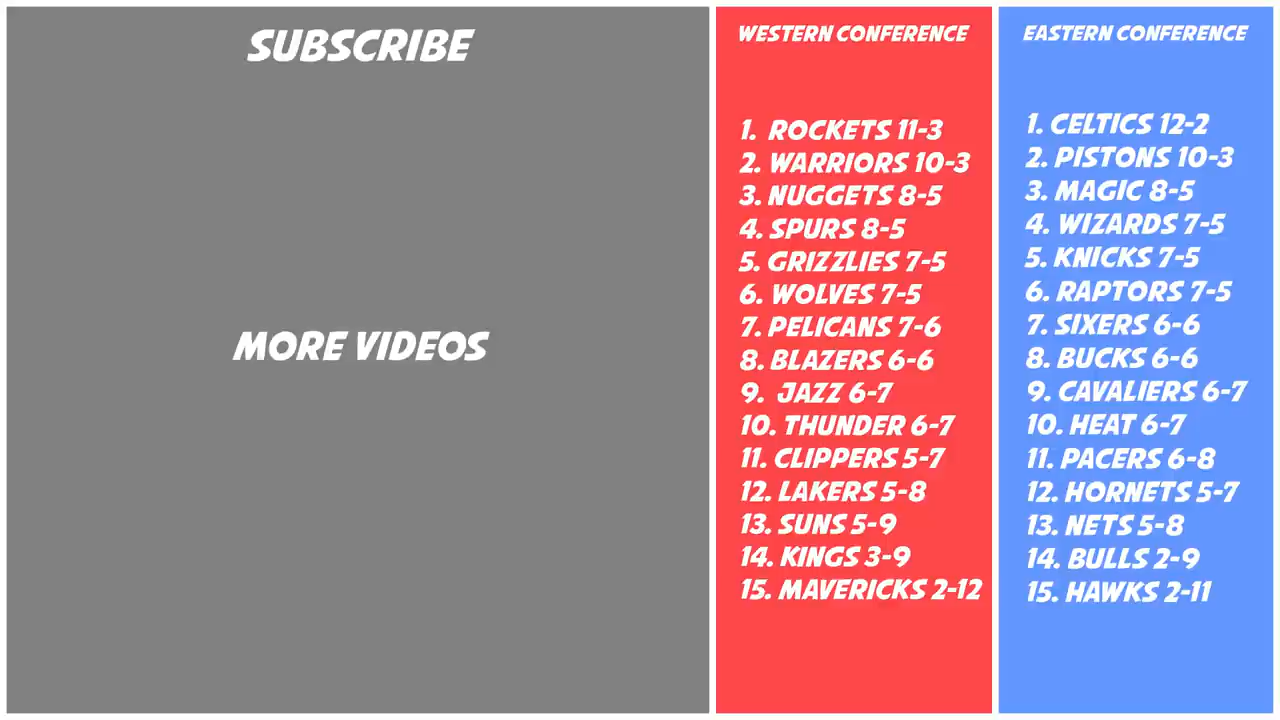 SUBSCRIBE
MORE VIDEOS
WESTERN CONFERENCE
1. ROCKETS 11-3
2. WARRIORS 10-3
3. NUGGETS 8-5
4. SPURS 8-5
5. GRIZZLIES 7-5
6. WOLVES 7-5
7. PELICANS 7-6
8. BLAZERS 6-6
9. JAZZ 6-7
10. THUNDER 6-7
11. CLIPPERS 5-7
12. LAKERS 5-8
13. SUNS 5-9
14. KINGS 3-9
15. MAVERICKS 2-12
EASTERN CONFERENCE
1. CELTICS 12-2
2. PISTONS 10-3
3. MAGIC 8-5
4. WIZARDS 7-5
5. KNICKS 7-5
6. RAPTORS 7-5
7. SIXERS 6-6
8. BUCKS 6-6
9. CAVALIERS 6-7
10. HEAT 6-7
11. PACERS 6-8
12. HORNETS 5-7
13. NETS 5-8
14. BULLS 2-9
15. HAWKS 2-11